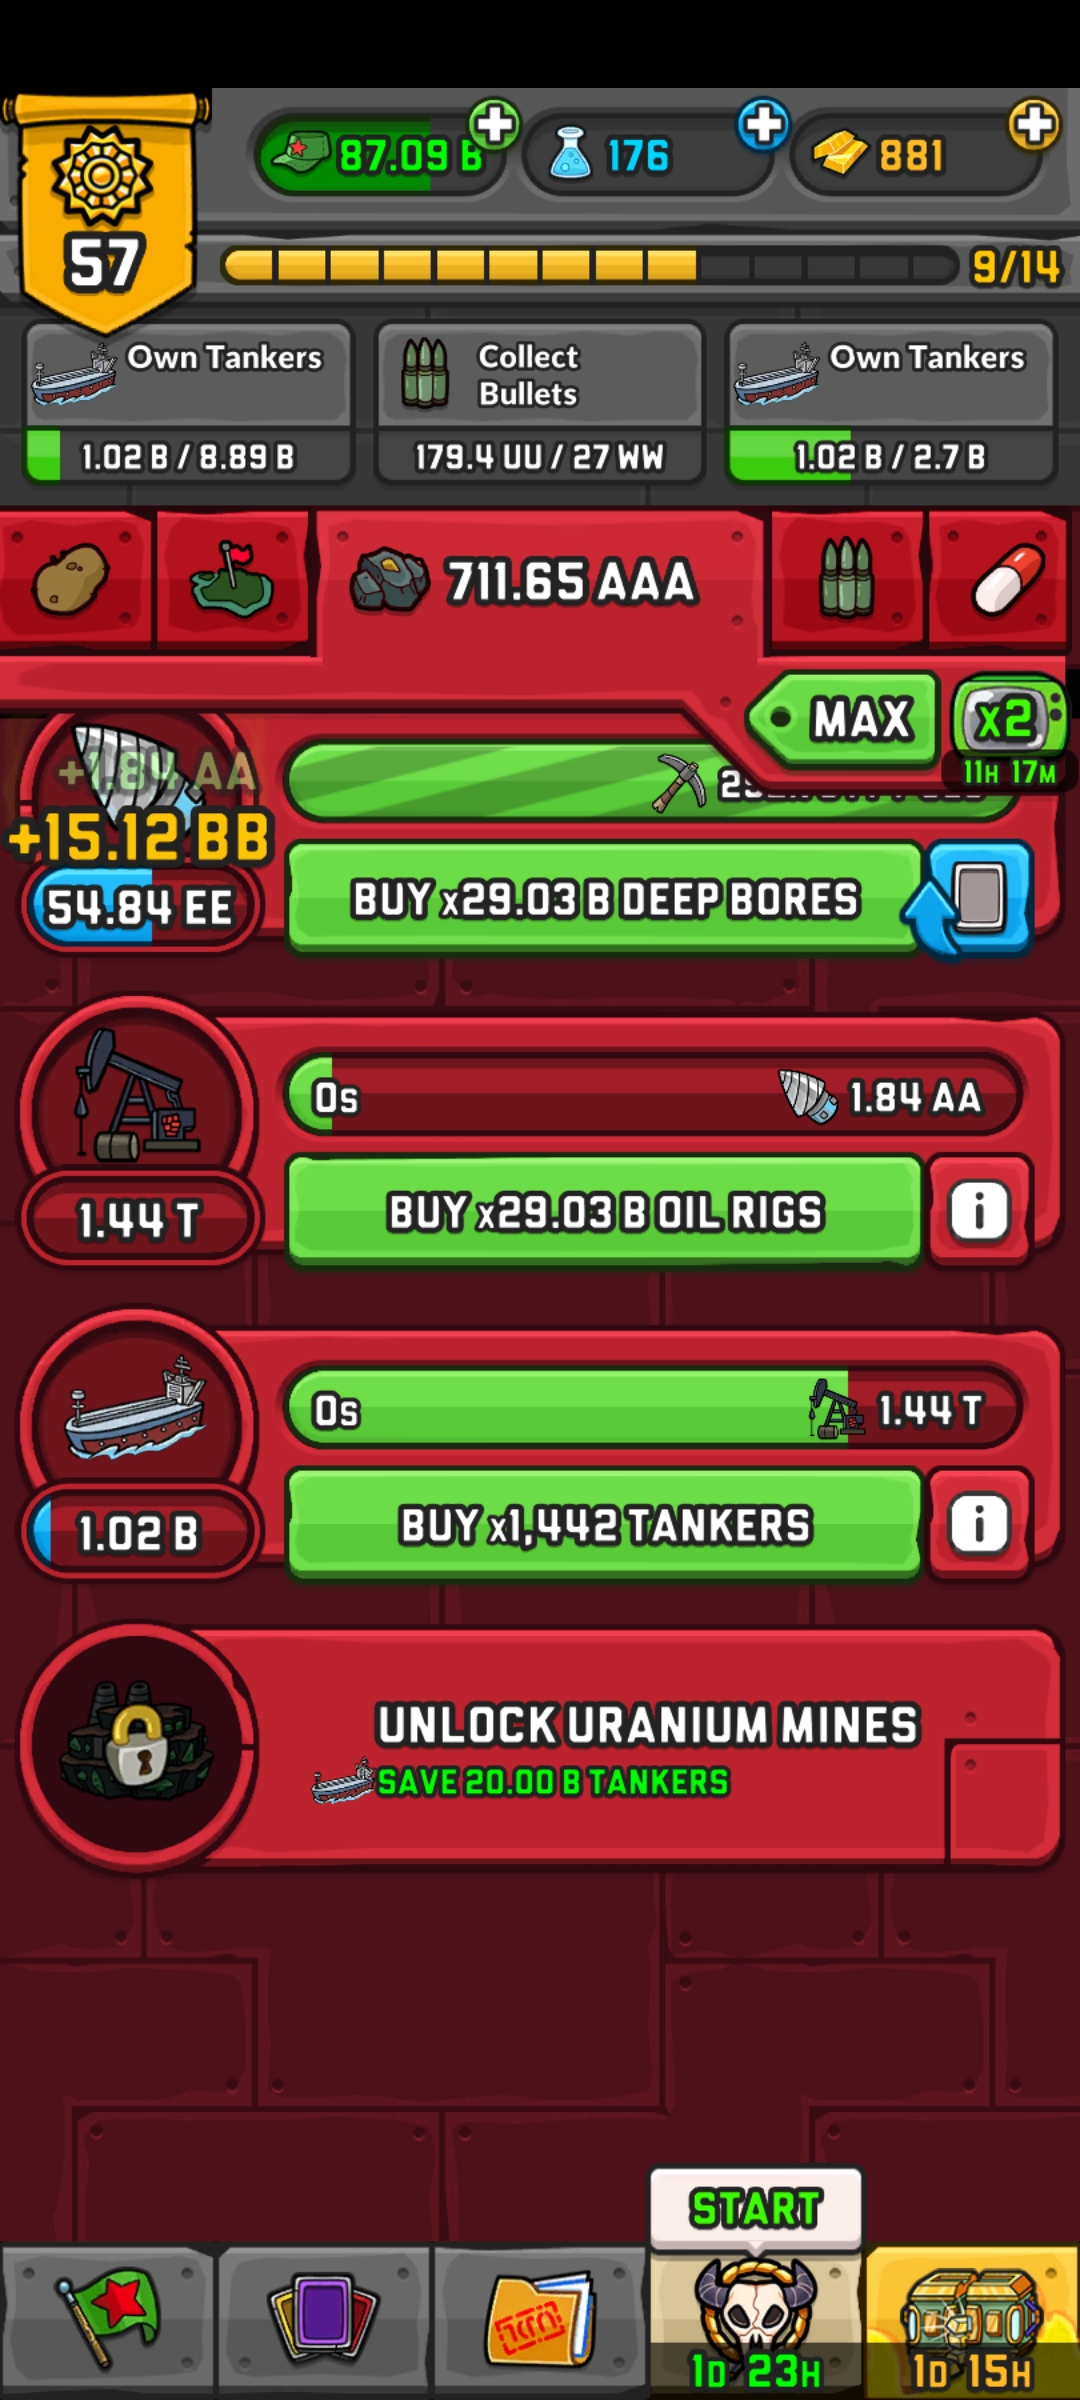 87.09 B
176
881
57
9/14
Own Tankers
1.02 B / 8.89 B
Collect
Bullets
179.4 UU / 27 WW
Own Tankers
1.02 B / 2.7 B
711.65 AAA
MAX
x2
11H 17M
+1.84 AA
+15.12 BB
54.84 EE
BUY x29.03 B DEEP BORES
0s
1.84 AA
1.44 T
BUY x29.03 B OIL RIGS
i
0s
1.44 T
1.02 B
BUY x1,442 TANKERS
i
UNLOCK URANIUM MINES
SAVE 20.00 B TANKERS
START
1D 23H
1D 15H